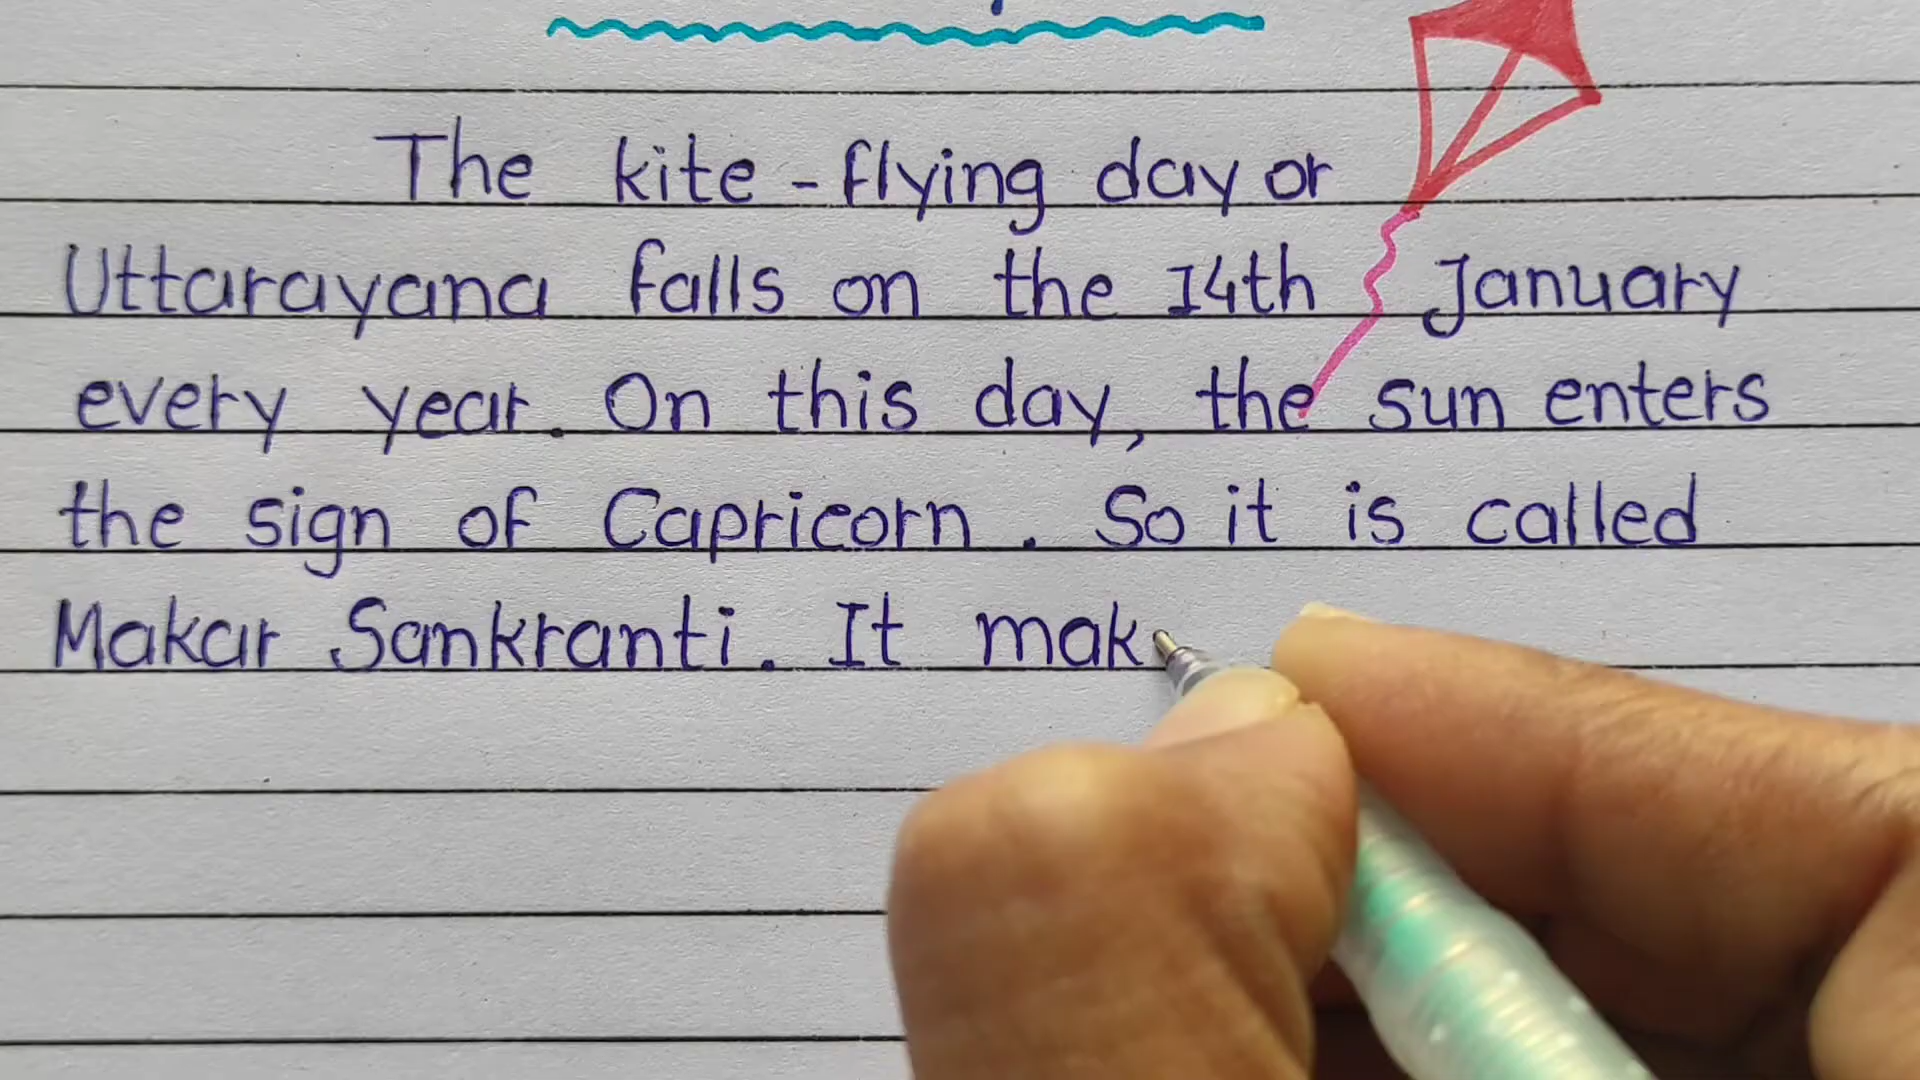 The kite-flying day or
Uttarayana falls on the 14th January
every year. On this day, the sun enters
the sign of Capricorn. So it is called
Makar Sankranti. It mak